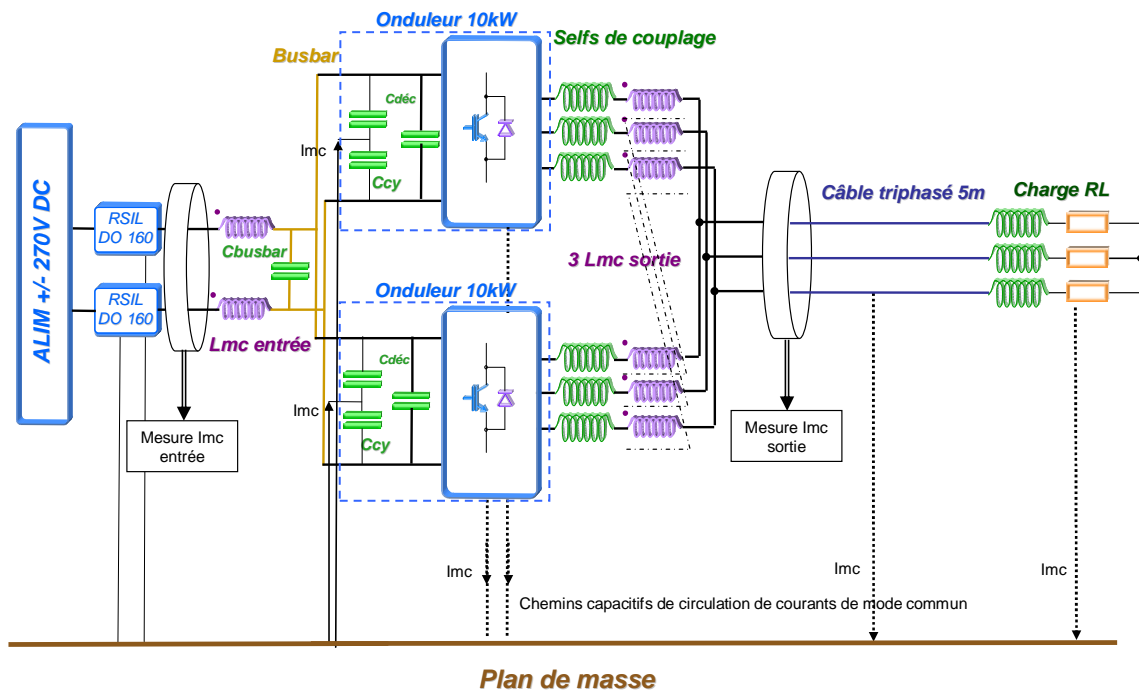 Onduleur 10kW
Selfs de couplage
Busbar
Cdéc
Imc
Ccy
ALIM +/- 270V DC
RSIL
DO 160
Cbusbar
Câble triphasé 5m
Charge RL
3 Lmc sortie
RSIL
DO 160
Onduleur 10kW
Lmc entrée
Cdéc
Imc
Ccy
Mesure Imc
entrée
Mesure Imc
sortie
Imc
Imc
Imc
Chemins capacitifs de circulation de courants de mode commun
Plan de masse